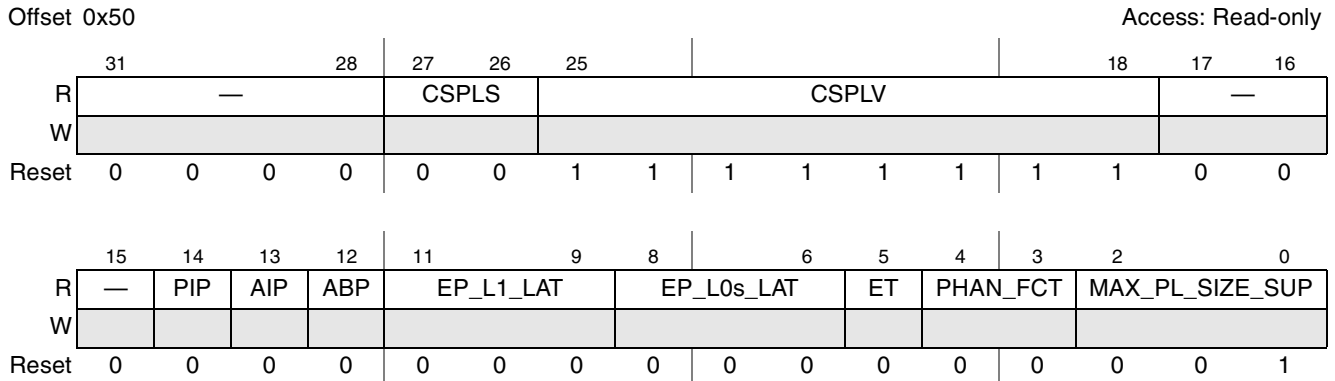 Offset 0x50 Access: Read-only
31 28 27 26 25 18 17 16
R — CSPLS CSPLV —
W
Reset 0 0 0 0 0 0 1 1 1 1 1 1 1 1 0 0
15 14 13 12 11 9 8 6 5 4 3 2 0
R — PIP AIP ABP EP_L1_LAT EP_L0s_LAT ET PHAN_FCT MAX_PL_SIZE_SUP
W
Reset 0 0 0 0 0 0 0 0 0 0 0 0 0 0 0 1